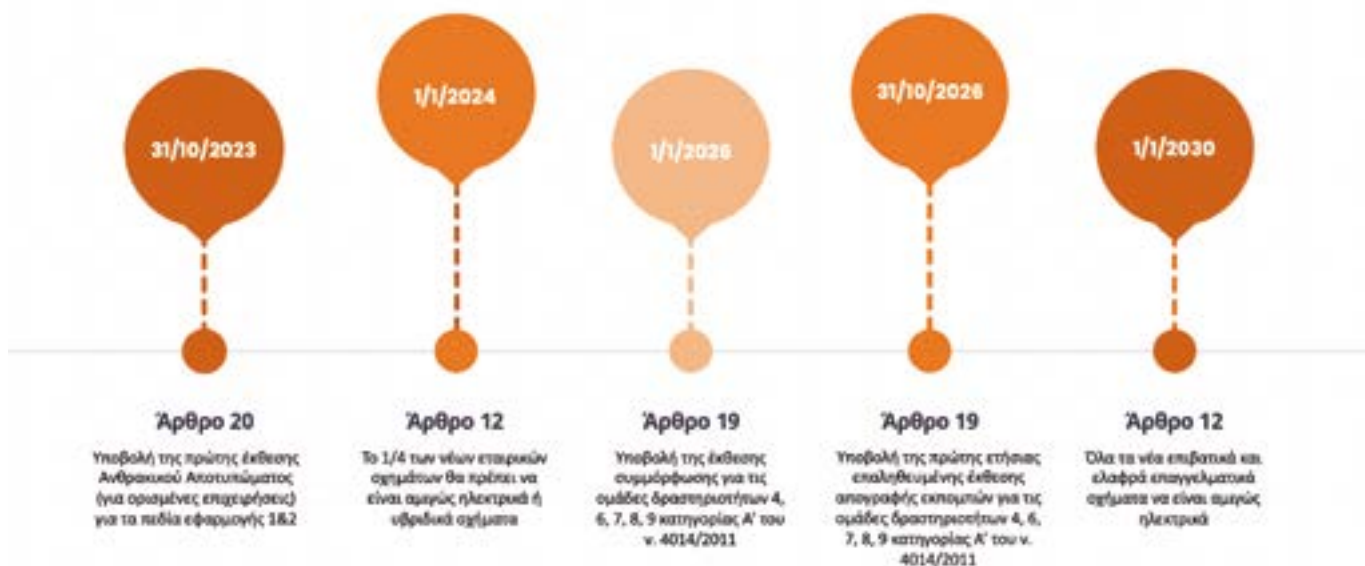 31/10/2023
1/1/2024
1/1/2026
31/10/2026
1/1/2030
Άρθρο 20
Υποβολή της πρώτης έκθεσης
Ανθρακικού Αποτυπώματος
(για ορισμένες επιχειρήσεις)
για τα πεδία εφαρμογής 1&2
Άρθρο 12
Το 1/4 των νέων εταιρικών
οχημάτων θα πρέπει να
είναι αμιγώς ηλεκτρικά ή
υβριδικά οχήματα
Άρθρο 19
Υποβολή της έκθεσης
συμμόρφωσης για τις
ομάδες δραστηριοτήτων 4,
6, 7, 8, 9 κατηγορίας Α' του
ν. 4014/2011
Άρθρο 19
Υποβολή της πρώτης ετήσιας
επαληθευμένης έκθεσης
απογραφής εκπομπών για τις
ομάδες δραστηριοτήτων 4, 6,
7, 8, 9 κατηγορίας Α' του ν.
4014/2011
Άρθρο 12
Όλα τα νέα επιβατικά και
ελαφρά επαγγελματικά
οχήματα να είναι αμιγώς
ηλεκτρικά